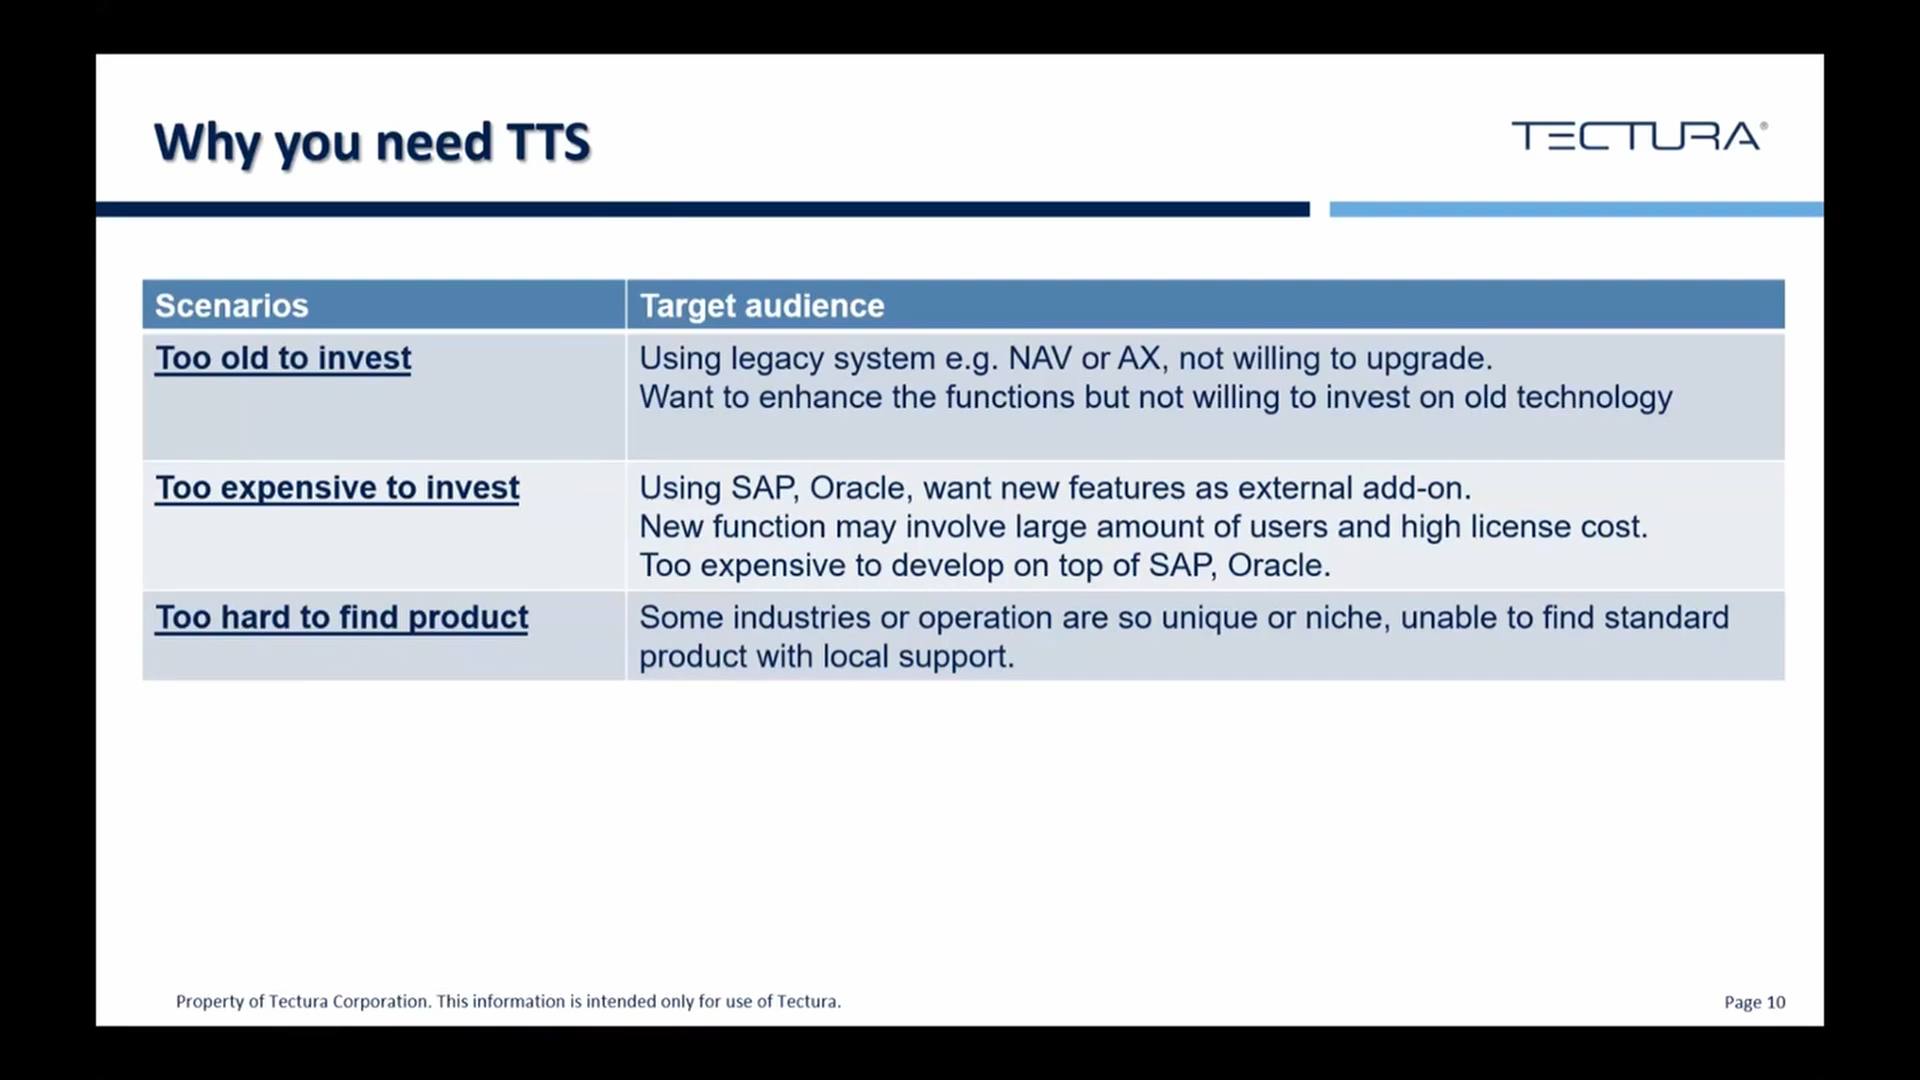 Why you need TTS
TECTURA®
Scenarios
Target audience
Too old to invest
Using legacy system e.g. NAV or AX, not willing to upgrade.
Want to enhance the functions but not willing to invest on old technology
Too expensive to invest
Using SAP, Oracle, want new features as external add-on.
New function may involve large amount of users and high license cost.
Too expensive to develop on top of SAP, Oracle.
Too hard to find product
Some industries or operation are so unique or niche, unable to find standard
product with local support.
Property of Tectura Corporation. This information is intended only for use of Tectura.
Page 10